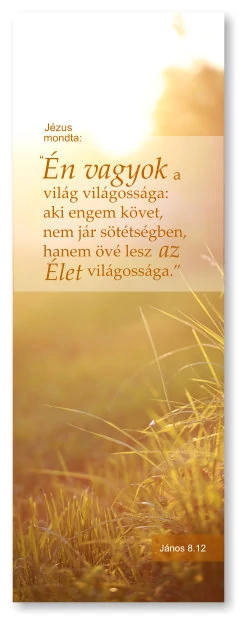 Jézus
mondta:
“Én vagyok a
világ világossága:
aki engem követ,
nem jár sötétségben,
hanem övé lesz az
Élet világossága.”
János 8.12